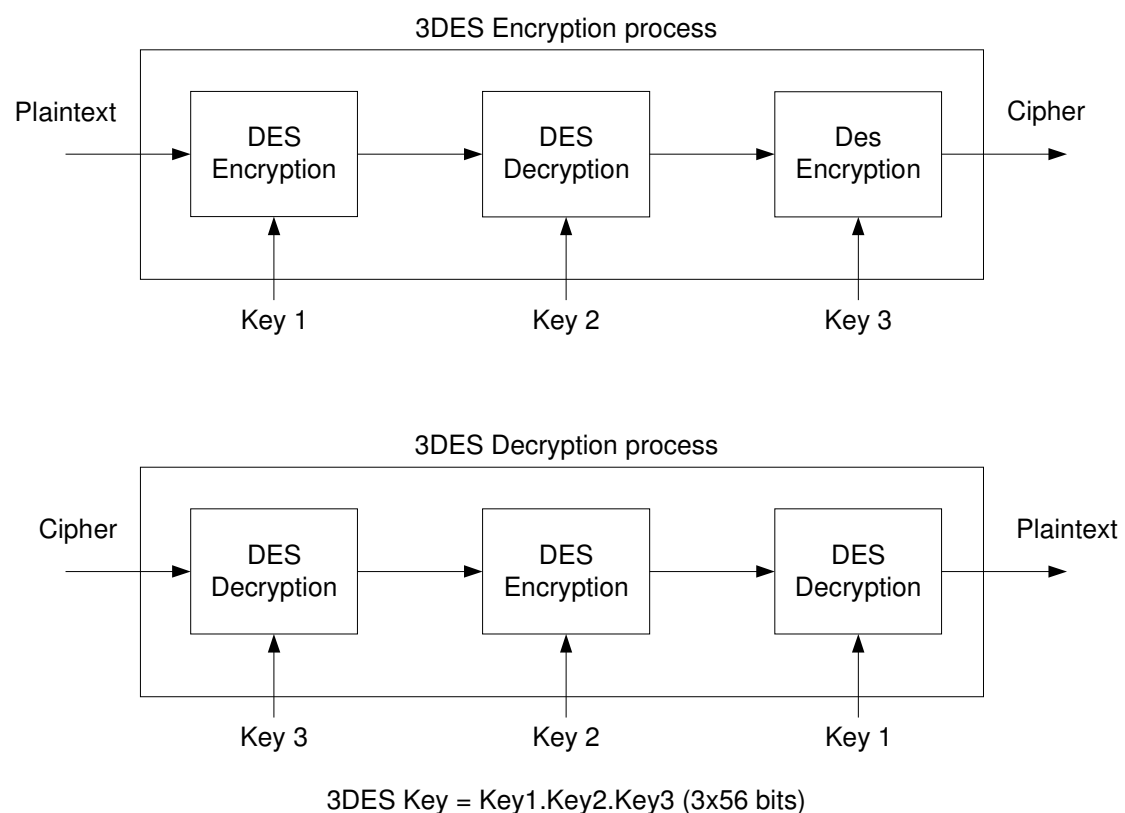 3DES Encryption process
Plaintext
Cipher
DES
Encryption
DES
Decryption
Des
Encryption
Key 1
Key 2
Key 3
3DES Decryption process
Cipher
Plaintext
DES
Decryption
DES
Encryption
DES
Decryption
Key 3
Key 2
Key 1
3DES Key = Key1.Key2.Key3 (3x56 bits)